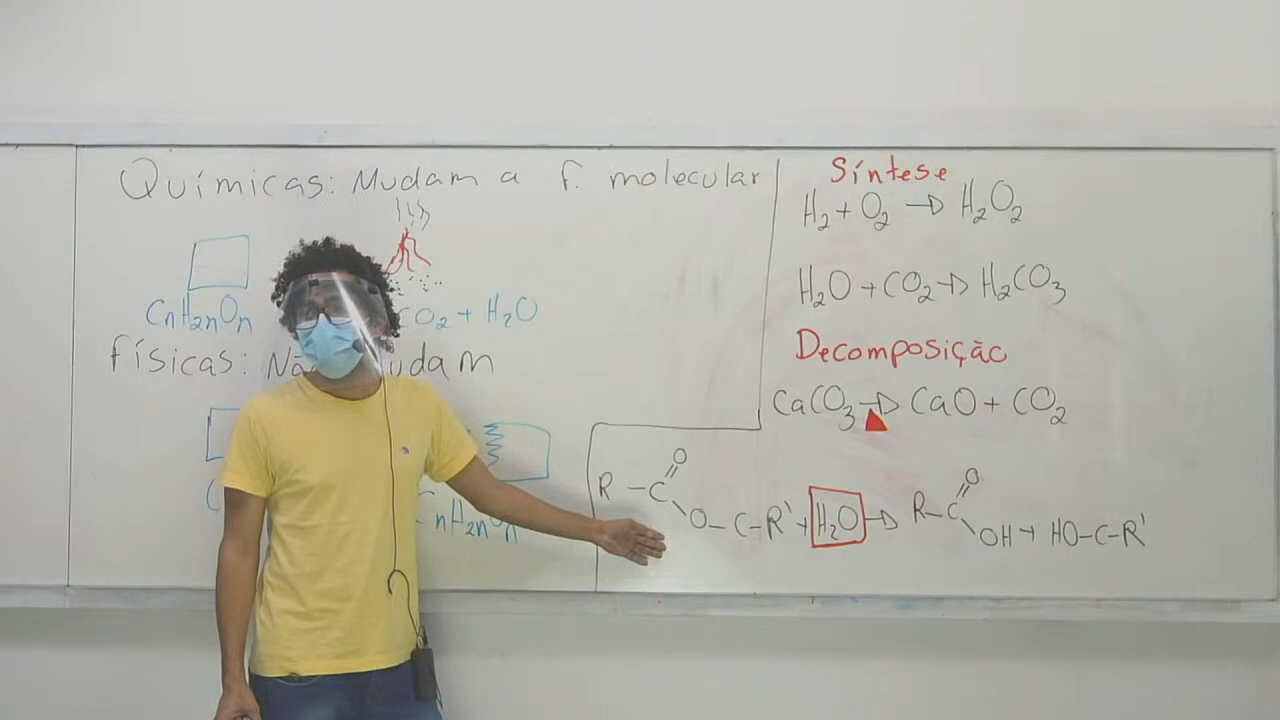 Químicas: Mudam a f. molecular
CnH2nOn CO2 + H2O
físicas: Mudam
CnH2nOn
Síntese
H2 + O2 → H2O2
H2O + CO2 → H2CO3
Decomposição
CaCO3 → CaO + CO2
R-C=O
O-C-R' + H2O → R-C=O
OH + HO-C-R'